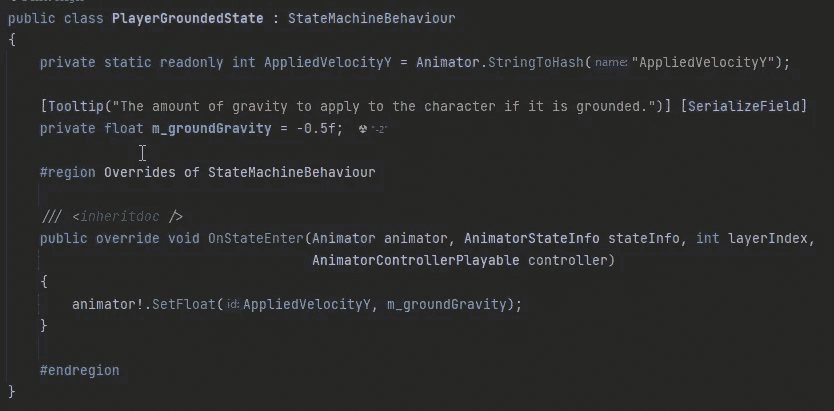 public class PlayerGroundedState : StateMachineBehaviour
{
private static readonly int AppliedVelocityY = Animator.StringToHash( name: "AppliedVelocityY");
[Tooltip("The amount of gravity to apply to the character if it is grounded.")] [SerializeField]
private float m_groundGravity = -0.5f; "-2"
#region Overrides of StateMachineBehaviour
/// <inheritdoc />
public override void OnStateEnter(Animator animator, AnimatorStateInfo stateInfo, int layerIndex,
AnimatorControllerPlayable controller)
{
animator!.SetFloat( id: AppliedVelocityY, m_groundGravity);
}
#endregion
}